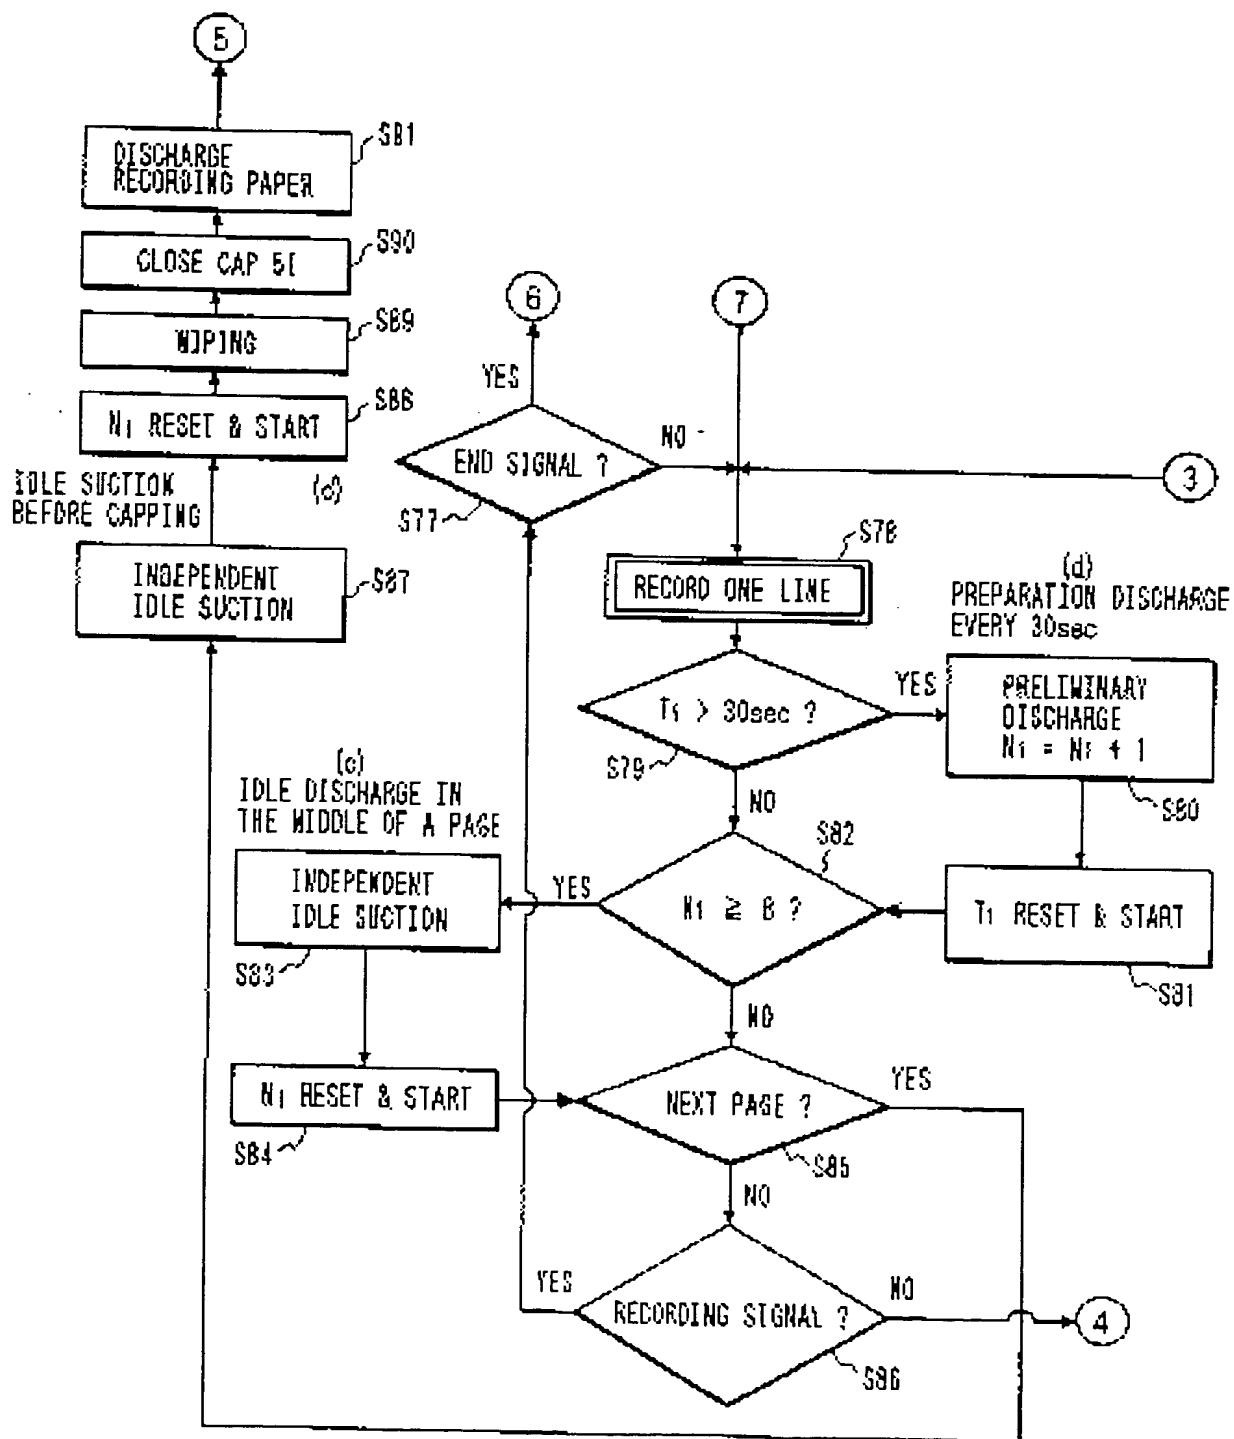 5
DISCHARGE
RECORDING PAPER
S81
CLOSE CAP 51
S90
WIPING
S89
N1 RESET & START
S88
IDLE SUCTION
BEFORE CAPPING
(c)
INDEPENDENT
IDLE SUCTION
S87
6
7
YES
END SIGNAL ?
NO
S77
3
RECORD ONE LINE
S78
(d)
PREPARATION DISCHARGE
EVERY 30sec
T1 > 30sec ?
YES
S79
NO
PRELIMINARY
DISCHARGE
N1 = N1 + 1
S80
(c)
IDLE DISCHARGE IN
THE MIDDLE OF A PAGE
INDEPENDENT
IDLE SUCTION
S83
YES
N1 ≧ 8 ?
S82
NO
T1 RESET & START
S81
N1 RESET & START
S84
NEXT PAGE ?
YES
S85
NO
YES
RECORDING SIGNAL ?
NO
S86
4